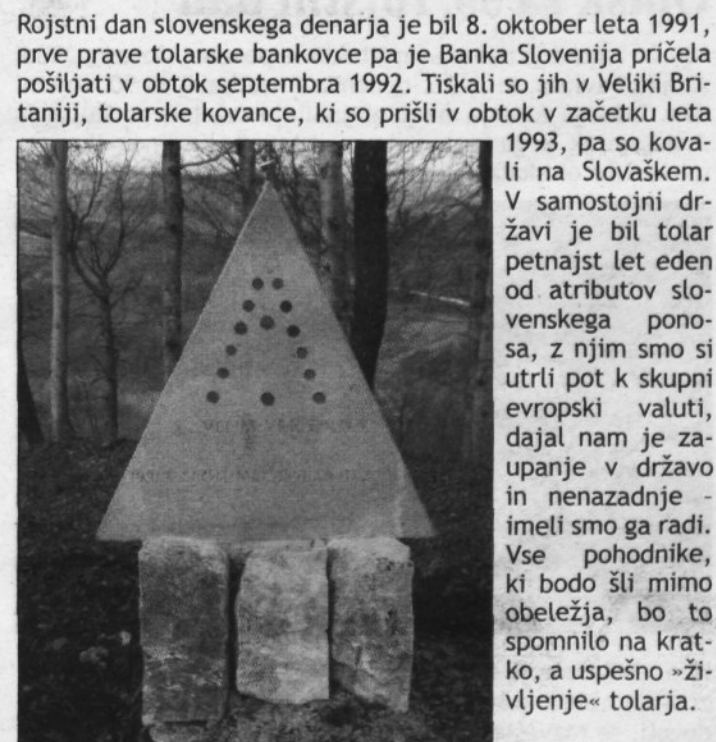 Rojstni dan slovenskega denarja je bil 8. oktober leta 1991,
prve prave tolarske bankovce pa je Banka Slovenija pričela
pošiljati v obtok septembra 1992. Tiskali so jih v Veliki Bri-
taniji, tolarske kovance, ki so prišli v obtok v začetku leta
1993, pa so kova-
li na Slovaškem.
V samostojni dr-
žavi je bil tolar
petnajst let eden
od atributov slo-
venskega pono-
sa, z njim smo si
utrli pot k skupni
evropski valuti,
dajal nam je za-
upanje v državo
in nenazadnje -
imeli smo ga radi.
Vse pohodnike,
ki bodo šli mimo
obeležja, bo to
spomnilo na krat-
ko, a uspešno »ži-
vljenje« tolarja.